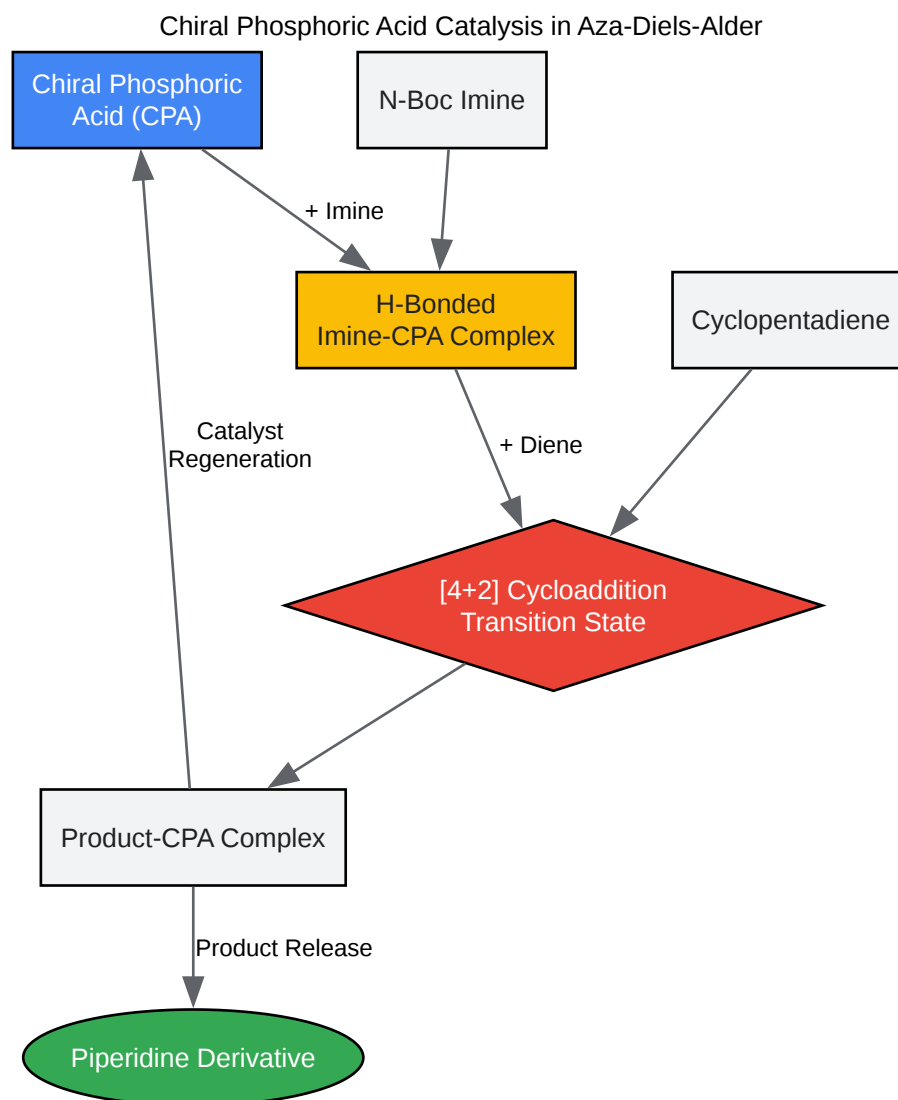 Chiral Phosphoric Acid Catalysis in Aza-Diels-Alder
Chiral Phosphoric
Acid (CPA)
N-Boc Imine
+ Imine
H-Bonded
Imine-CPA Complex
Cyclopentadiene
Catalyst
Regeneration
+ Diene
[4+2] Cycloaddition
Transition State
Product-CPA Complex
Product Release
Piperidine Derivative